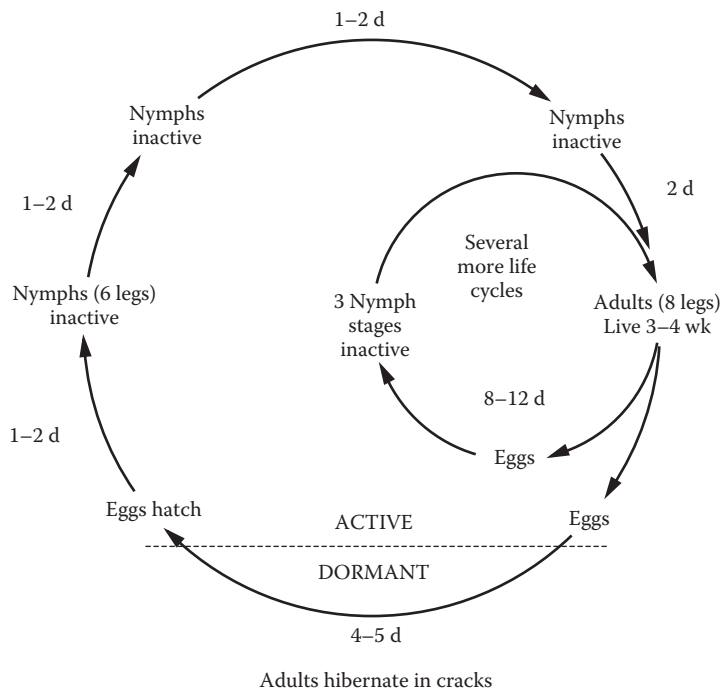 1–2 d
Nymphs
inactive
Nymphs
inactive
2 d
1–2 d
Several
more life
cycles
Nymphs (6 legs)
inactive
3 Nymph
stages
inactive
Adults (8 legs)
Live 3–4 wk
8–12 d
1–2 d
Eggs
Eggs hatch
Eggs
ACTIVE
DORMANT
4–5 d
Adults hibernate in cracks